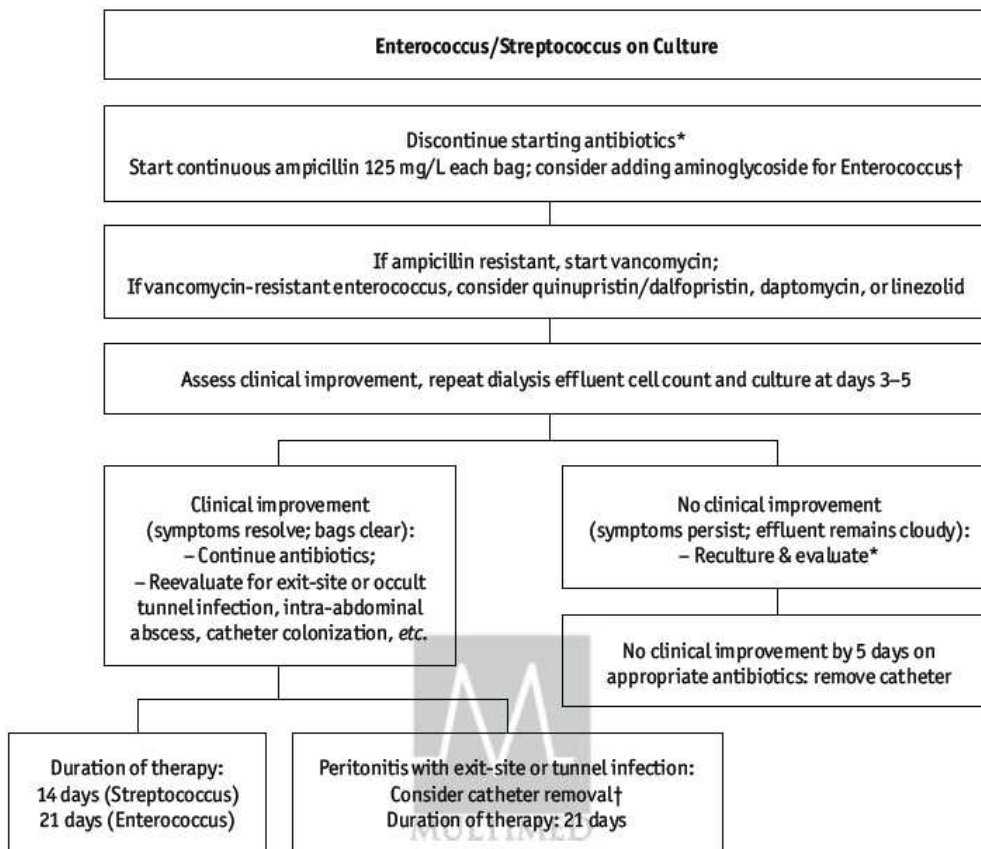 Enterococcus/Streptococcus on Culture
Discontinue starting antibiotics*
Start continuous ampicillin 125 mg/L each bag; consider adding aminoglycoside for Enterococcus†
If ampicillin resistant, start vancomycin;
If vancomycin-resistant enterococcus, consider quinupristin/dalfopristin, daptomycin, or linezolid
Assess clinical improvement, repeat dialysis effluent cell count and culture at days 3–5
Clinical improvement
(symptoms resolve; bags clear):
– Continue antibiotics;
– Reevaluate for exit-site or occult
tunnel infection, intra-abdominal
abscess, catheter colonization, etc.
No clinical improvement
(symptoms persist; effluent remains cloudy):
– Reculture & evaluate*
No clinical improvement by 5 days on
appropriate antibiotics: remove catheter
Duration of therapy:
14 days (Streptococcus)
21 days (Enterococcus)
Peritonitis with exit-site or tunnel infection:
Consider catheter removal†
Duration of therapy: 21 days
MULTIMED